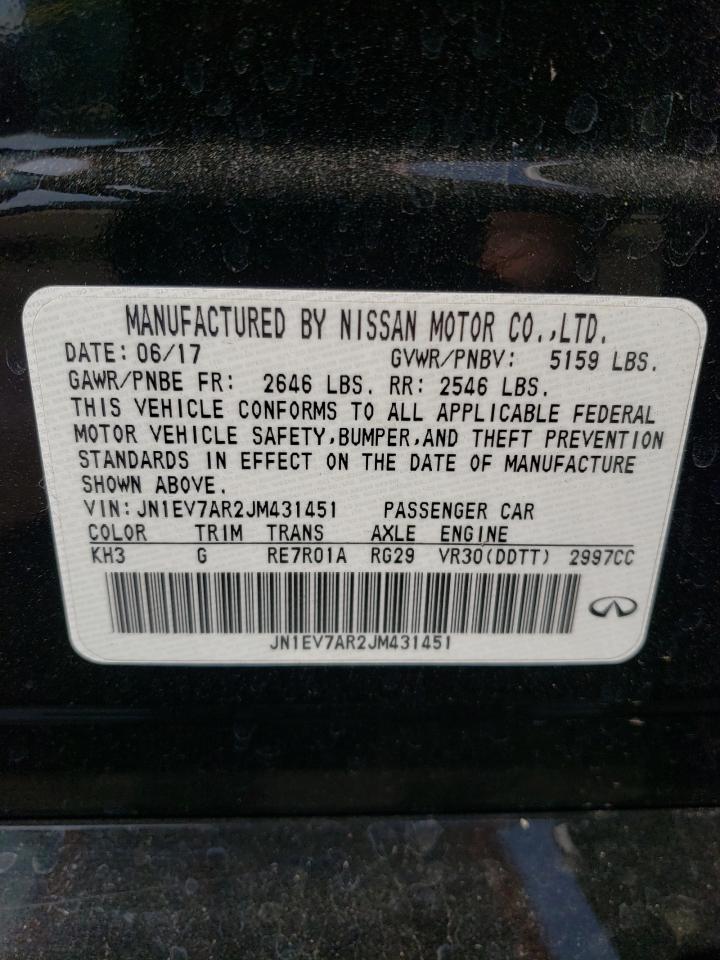 MANUFACTURED BY NISSAN MOTOR CO.,LTD.
DATE: 06/17 GVWR/PNBV: 5159 LBS.
GAWR/PNBE FR: 2646 LBS. RR: 2546 LBS.
THIS VEHICLE CONFORMS TO ALL APPLICABLE FEDERAL
MOTOR VEHICLE SAFETY,BUMPER,AND THEFT PREVENTION
STANDARDS IN EFFECT ON THE DATE OF MANUFACTURE
SHOWN ABOVE.
VIN: JN1EV7AR2JM431451 PASSENGER CAR
COLOR TRIM TRANS AXLE ENGINE
KH3 G RE7R01A RG29 VR30(DDTT) 2997CC
JN1EV7AR2JM431451